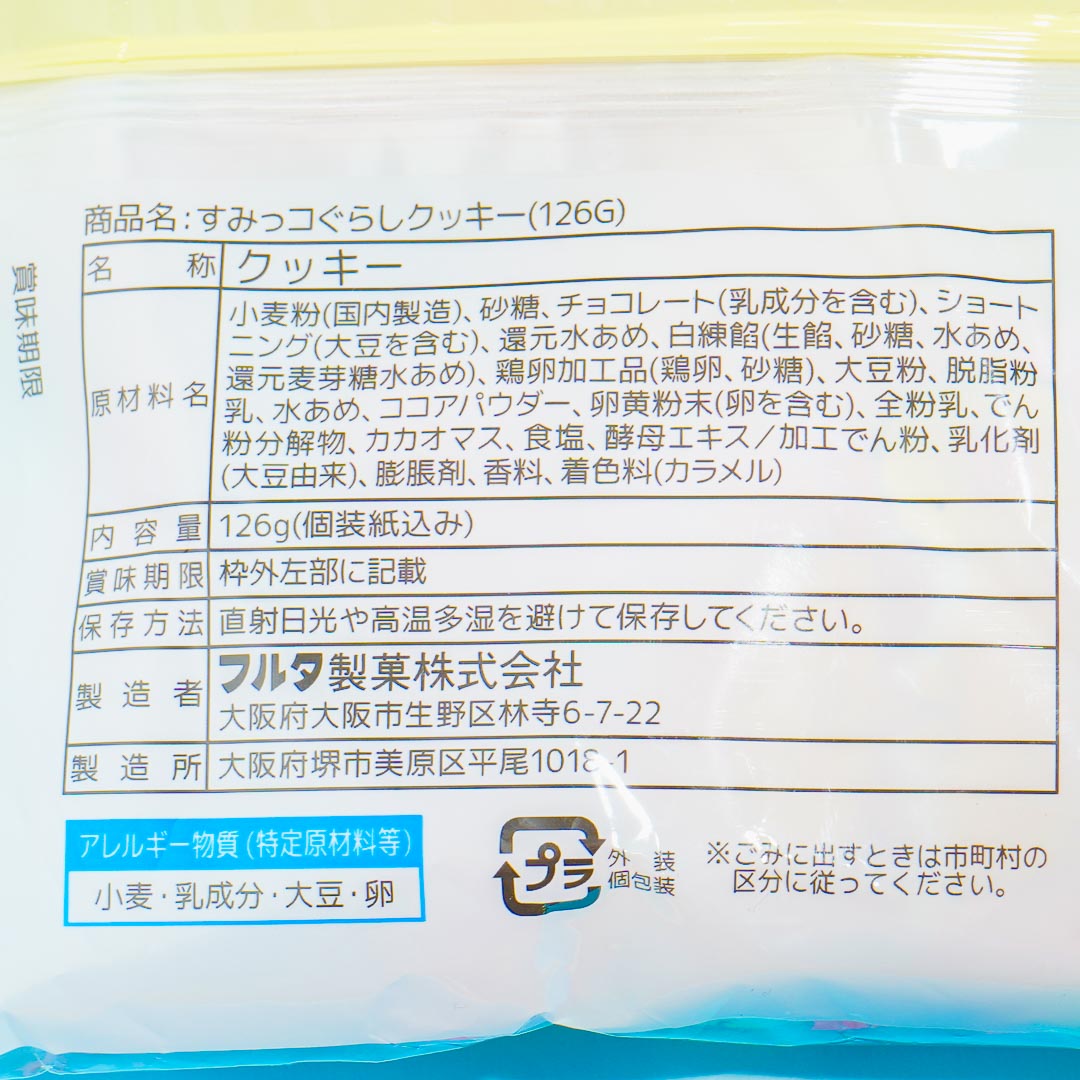 商品名:すみっコぐらしクッキー(126G)
名称 クッキー
原材料名 小麦粉(国内製造)、砂糖、チョコレート(乳成分を含む)、ショート
ニング(大豆を含む)、還元水あめ、白練餡(生餡、砂糖、水あめ、
還元麦芽糖水あめ)、鶏卵加工品(鶏卵、砂糖)、大豆粉、脱脂粉
乳、水あめ、ココアパウダー、卵黄粉末(卵を含む)、全粉乳、でん
粉分解物、カカオマス、食塩、酵母エキス/加工でん粉、乳化剤
(大豆由来)、膨脹剤、香料、着色料(カラメル)
内容量 126g(個装紙込み)
賞味期限 枠外左部に記載
保存方法 直射日光や高温多湿を避けて保存してください。
製造者 フルタ製菓株式会社
大阪府大阪市生野区林寺6-7-22
製造所 大阪府堺市美原区平尾1018-1
賞味期限
アレルギー物質(特定原材料等)
小麦・乳成分・大豆・卵
プラ
外装
個包装
※ごみに出すときは市町村の
区分に従ってください。